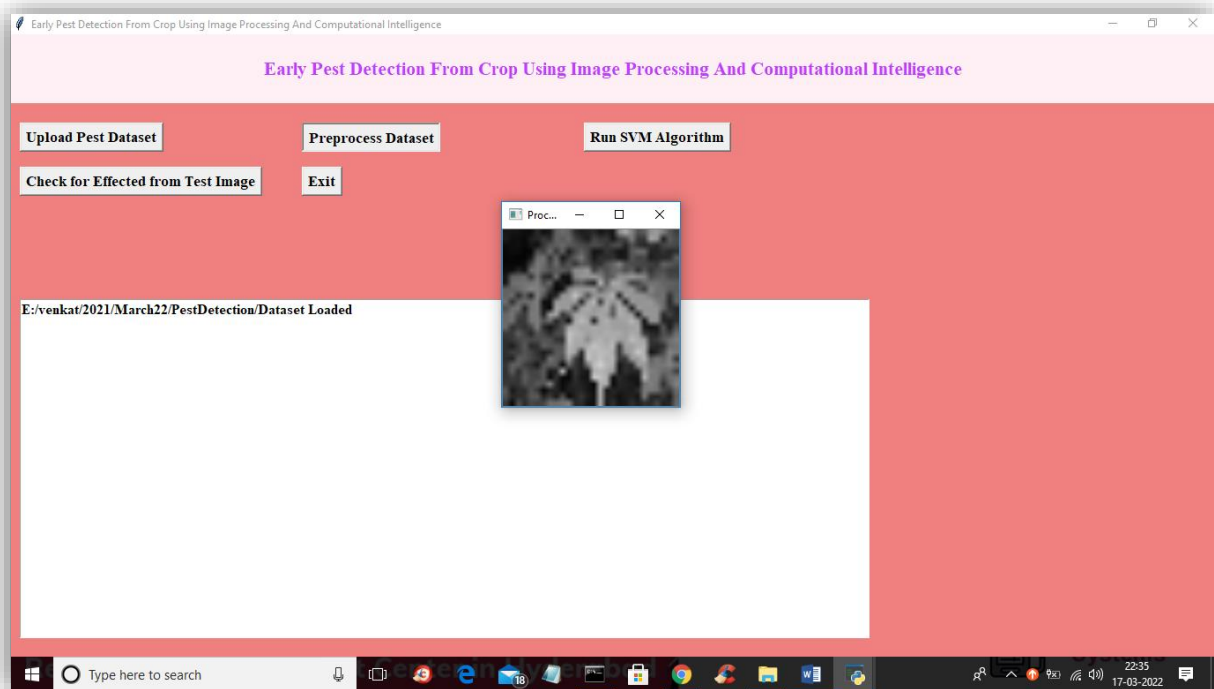 Early Pest Detection From Crop Using Image Processing And Computational Intelligence
Early Pest Detection From Crop Using Image Processing And Computational Intelligence
Upload Pest Dataset
Preprocess Dataset
Run SVM Algorithm
Check for Effected from Test Image
Exit
Proc...
E:/venkat/2021/March22/PestDetection/Dataset Loaded
Type here to search
18
22:35
17-03-2022